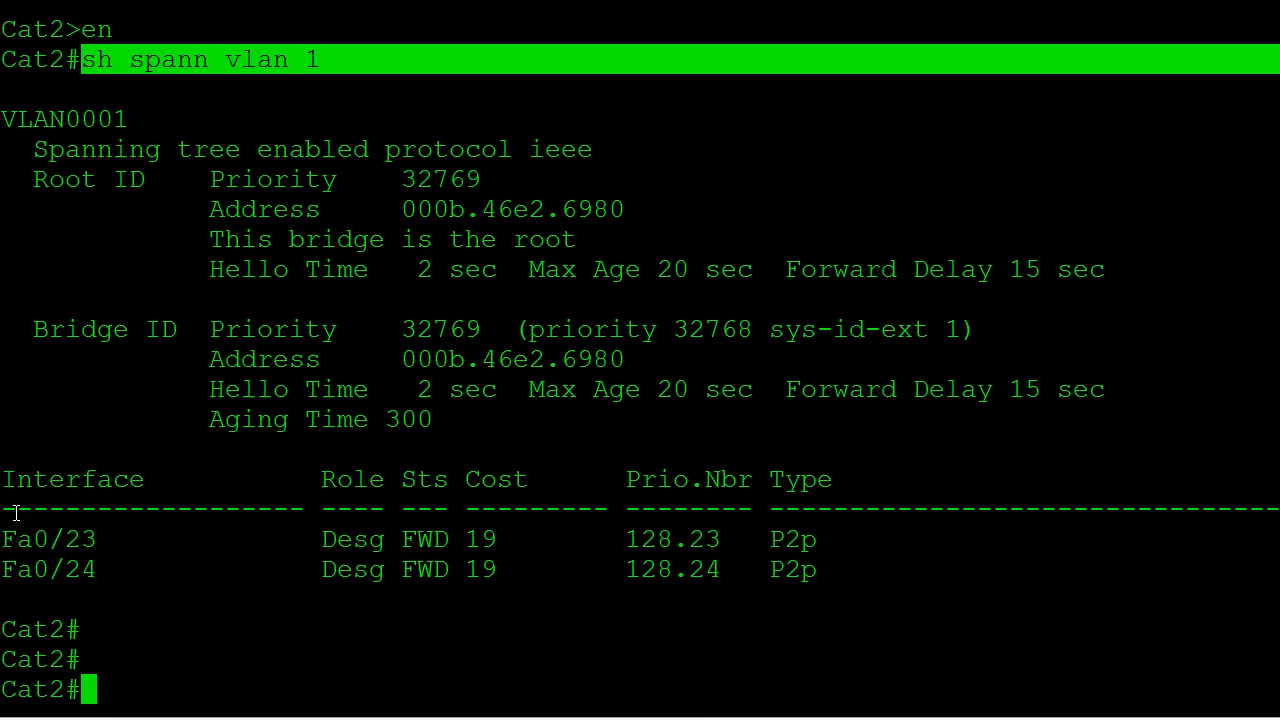 Cat2>en
Cat2#sh spann vlan 1
VLAN0001
  Spanning tree enabled protocol ieee
  Root ID    Priority    32769
             Address     000b.46e2.6980
             This bridge is the root
             Hello Time   2 sec  Max Age 20 sec  Forward Delay 15 sec
  Bridge ID  Priority    32769  (priority 32768 sys-id-ext 1)
             Address     000b.46e2.6980
             Hello Time   2 sec  Max Age 20 sec  Forward Delay 15 sec
             Aging Time 300
Interface           Role Sts Cost      Prio.Nbr Type
------------------- ---- --- --------- -------- --------------------------------
Fa0/23              Desg FWD 19        128.23   P2p
Fa0/24              Desg FWD 19        128.24   P2p
Cat2#
Cat2#
Cat2#